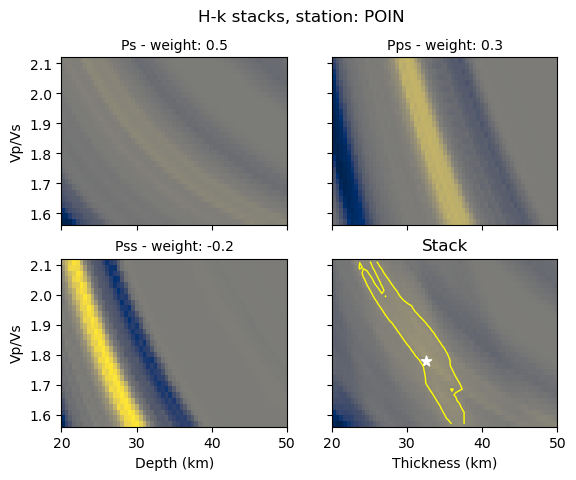 H-k stacks, station: POIN
Ps - weight: 0.5
Pps - weight: 0.3
2.1
2.0
1.9
1.8
1.7
1.6
Vp/Vs
Pss - weight: -0.2
Stack
2.1
2.0
1.9
1.8
1.7
1.6
Vp/Vs
20 30 40 50
20 30 40 50
Depth (km)
Thickness (km)